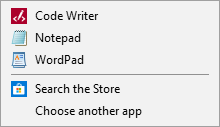 Code Writer
Notepad
WordPad
Search the Store
Choose another app